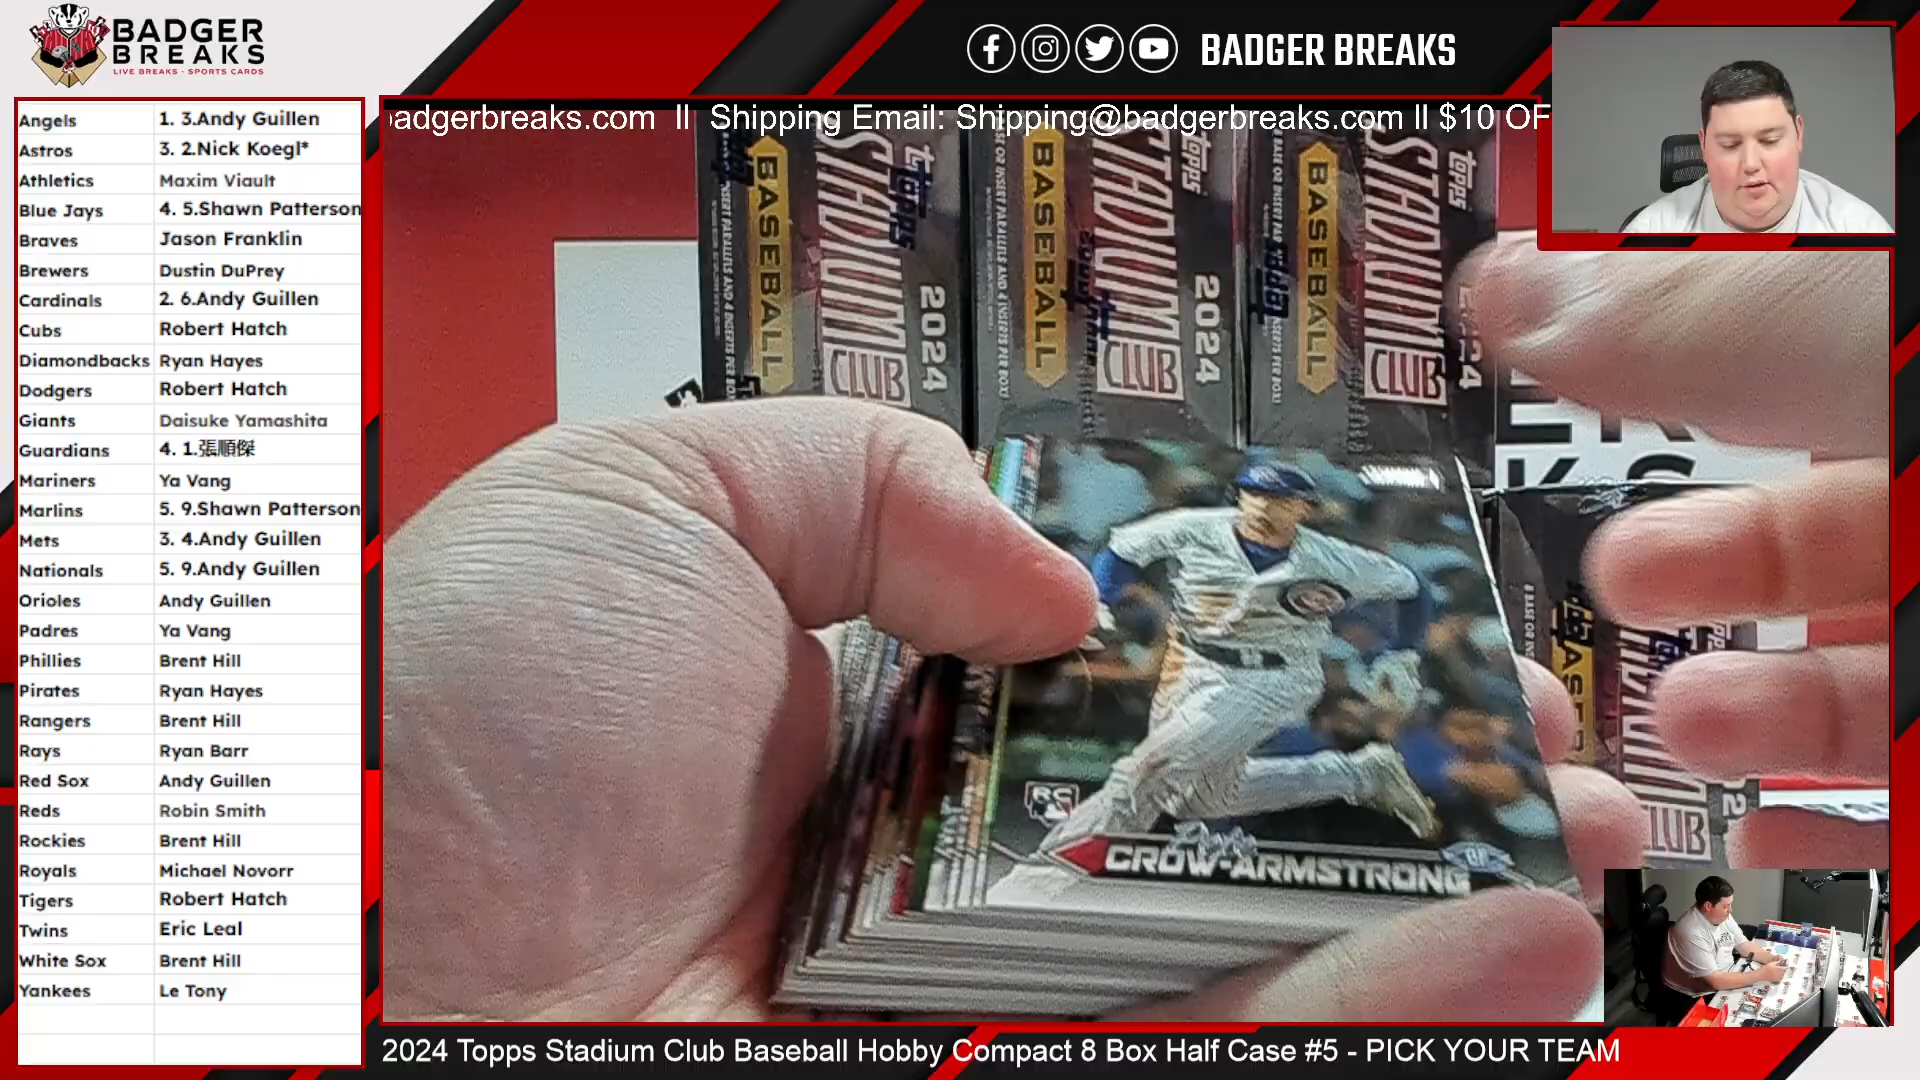 BADGER
BREAKS
LIVE BREAKS - SPORTS CARDS
BADGER BREAKS
badgerbreaks.com II Shipping Email: Shipping@badgerbreaks.com II $10 OF
Angels 1. 3.Andy Guillen
Astros 3. 2.Nick Koegl*
Athletics Maxim Viault
Blue Jays 4. 5.Shawn Patterson
Braves Jason Franklin
Brewers Dustin DuPrey
Cardinals 2. 6.Andy Guillen
Cubs Robert Hatch
Diamondbacks Ryan Hayes
Dodgers Robert Hatch
Giants Daisuke Yamashita
Guardians 4. 1.張順傑
Mariners Ya Vang
Marlins 5. 9.Shawn Patterson
Mets 3. 4.Andy Guillen
Nationals 5. 9.Andy Guillen
Orioles Andy Guillen
Padres Ya Vang
Phillies Brent Hill
Pirates Ryan Hayes
Rangers Brent Hill
Rays Ryan Barr
Red Sox Andy Guillen
Reds Robin Smith
Rockies Brent Hill
Royals Michael Novorr
Tigers Robert Hatch
Twins Eric Leal
White Sox Brent Hill
Yankees Le Tony
topps
STADIUM
CLUB
BASEBALL
2024
topps
STADIUM
CLUB
BASEBALL
2024
topps
STADIUM
CLUB
BASEBALL
2024
CLUB
RC
CROW-ARMSTRONG
2024 Topps Stadium Club Baseball Hobby Compact 8 Box Half Case #5 - PICK YOUR TEAM